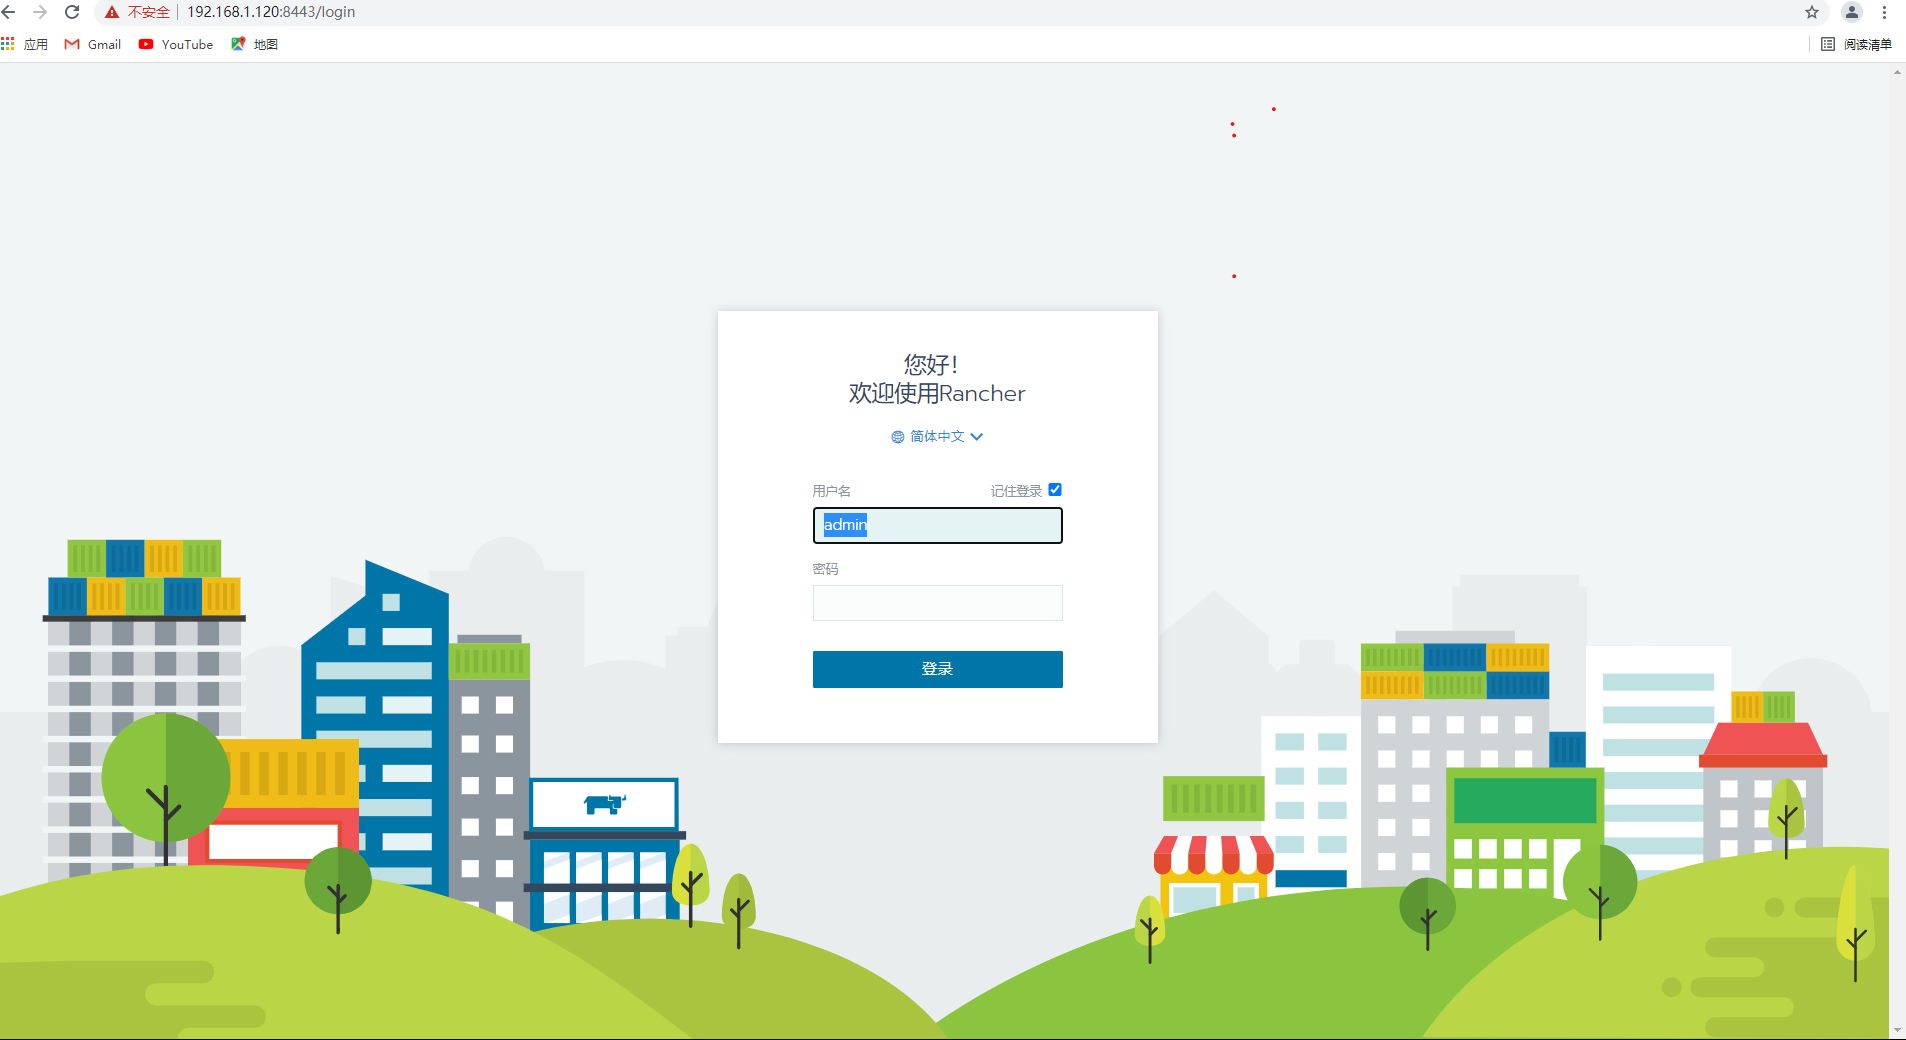 不安全 192.168.1.120:8443/login
应用 Gmail YouTube 地图 阅读清单
您好!
欢迎使用Rancher
简体中文
用户名 记住登录
admin
密码
登录